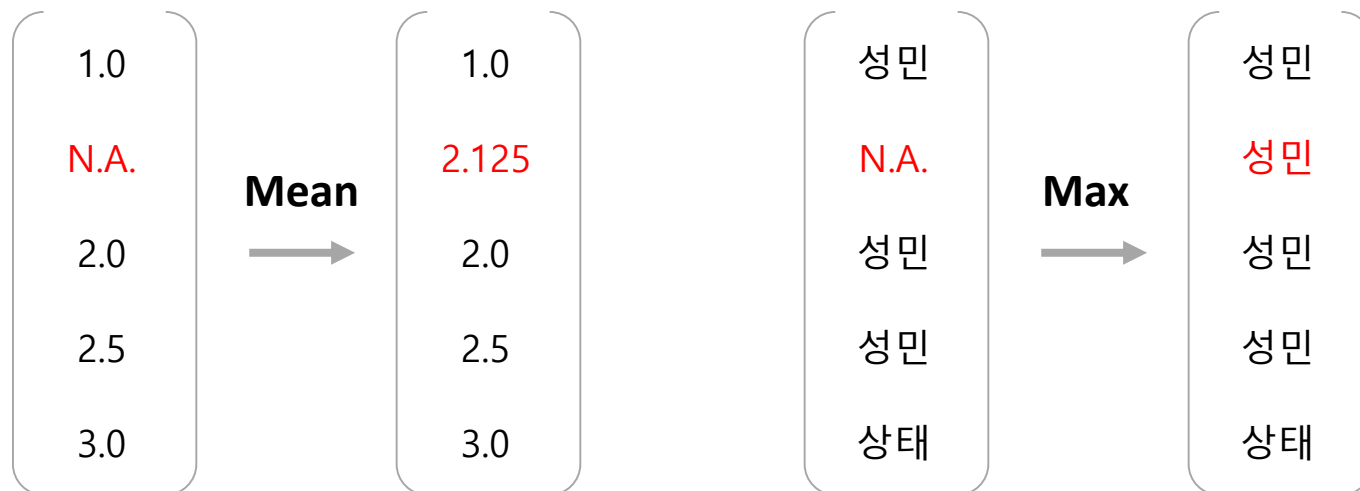 1.0 1.0 성민 성민
N.A. 2.125 N.A. 성민
Mean Max
2.0 2.0 성민 성민
2.5 2.5 성민 성민
3.0 3.0 상태 상태